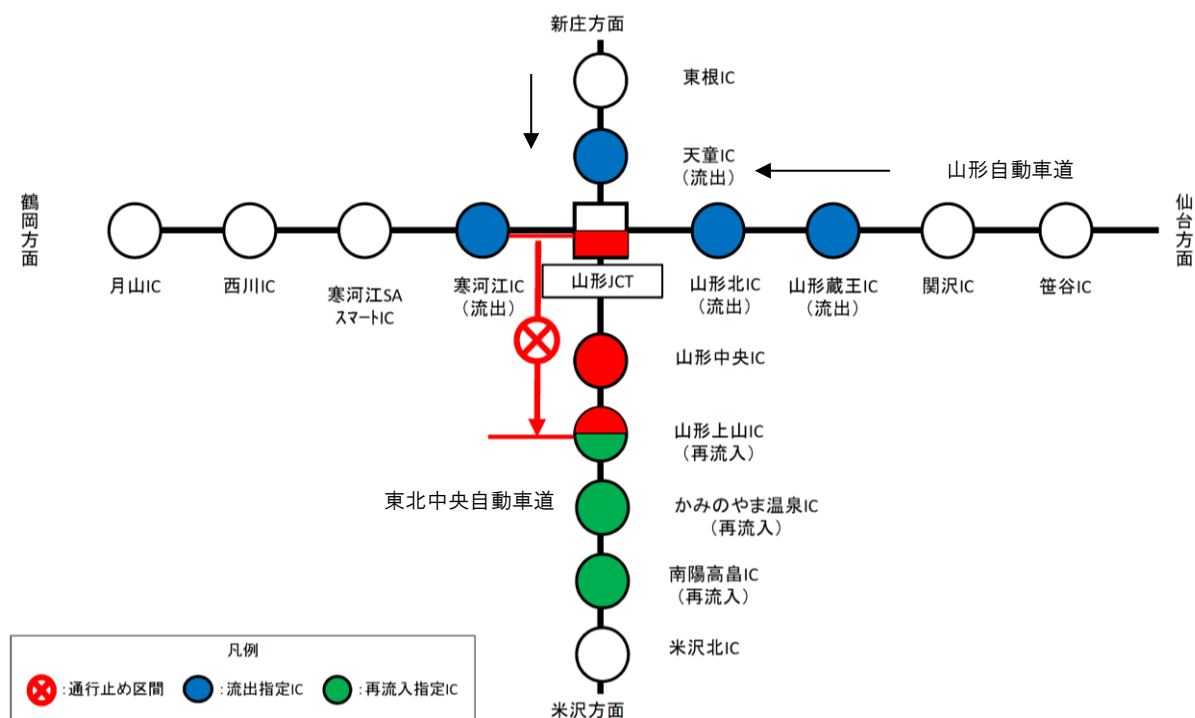 新庄方面
東根IC
天童IC
(流出)
山形自動車道
鶴岡方面
仙台方面
月山IC
西川IC
寒河江SA
スマートIC
寒河江IC
(流出)
山形JCT
山形北IC
(流出)
山形蔵王IC
(流出)
関沢IC
笹谷IC
山形中央IC
山形上山IC
(再流入)
東北中央自動車道
かみのやま温泉IC
(再流入)
南陽高畠IC
(再流入)
米沢北IC
米沢方面
凡例
:通行止め区間
:流出指定IC
:再流入指定IC